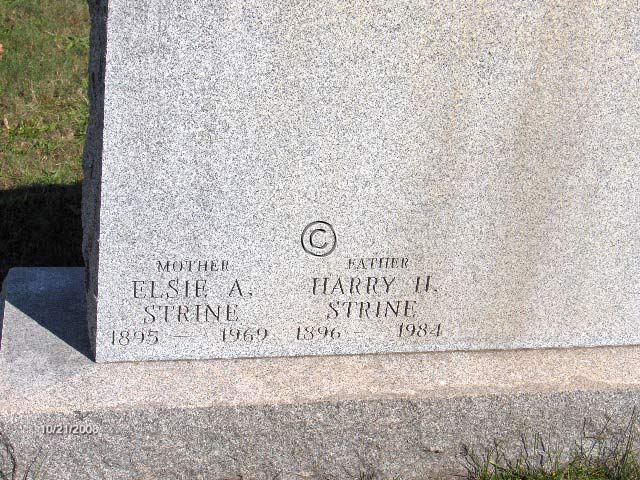 ©
MOTHER
ELSIE A.
STRINE
1895 — 1969
FATHER
HARRY H.
STRINE
1896 — 1984
10/21/2008